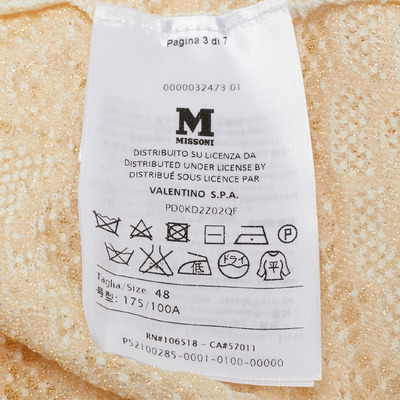 Pagina 3 di 7
0000032473 01
M
MISSONI
DISTRIBUITO SU LICENZA DA
DISTRIBUTED UNDER LICENSE BY
DISTRIBUÉ SOUS LICENCE PAR
VALENTINO S.P.A.
PD0KD2Z02QF
P
低 ドライ 平
Taglia/Size 48
号型: 175/100A
RN#106518 - CA#57011
P52100285-0001-0100-00000